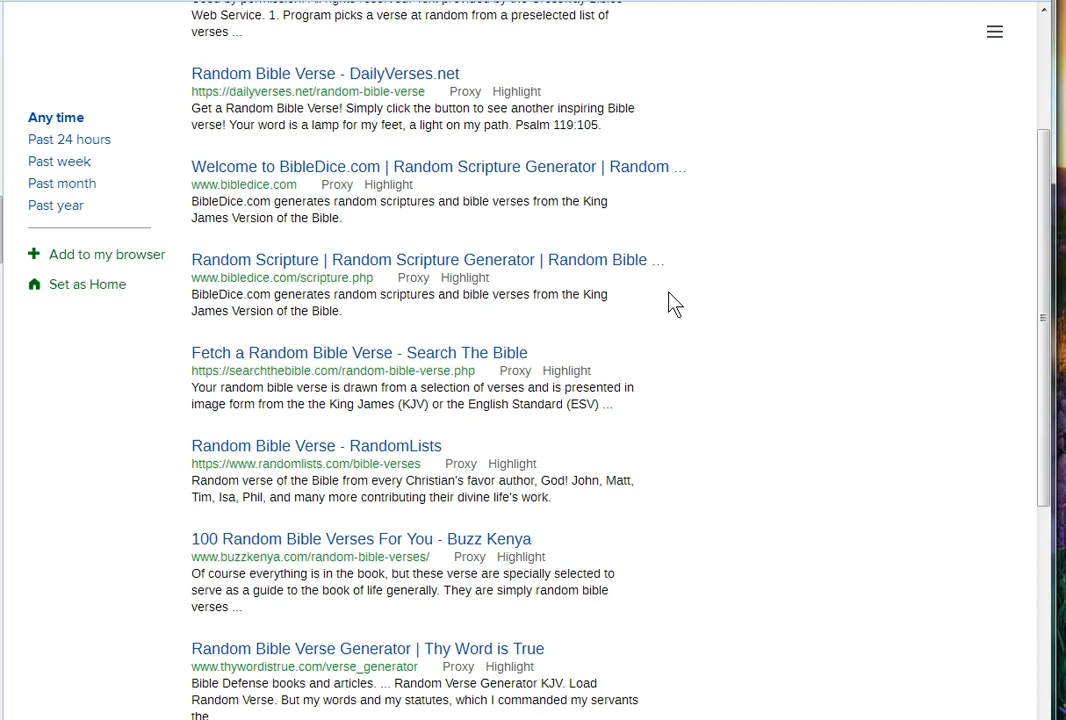 Web Service. 1. Program picks a verse at random from a preselected list of
verses ...
Random Bible Verse - DailyVerses.net
https://dailyverses.net/random-bible-verse Proxy Highlight
Get a Random Bible Verse! Simply click the button to see another inspiring Bible
verse! Your word is a lamp for my feet, a light on my path. Psalm 119:105.
Any time
Past 24 hours
Past week
Past month
Past year
Add to my browser
Set as Home
Welcome to BibleDice.com | Random Scripture Generator | Random ...
www.bibledice.com Proxy Highlight
BibleDice.com generates random scriptures and bible verses from the King
James Version of the Bible.
Random Scripture | Random Scripture Generator | Random Bible ...
www.bibledice.com/scripture.php Proxy Highlight
BibleDice.com generates random scriptures and bible verses from the King
James Version of the Bible.
Fetch a Random Bible Verse - Search The Bible
https://searchthebible.com/random-bible-verse.php Proxy Highlight
Your random bible verse is drawn from a selection of verses and is presented in
image form from the the King James (KJV) or the English Standard (ESV) ...
Random Bible Verse - RandomLists
https://www.randomlists.com/bible-verses Proxy Highlight
Random verse of the Bible from every Christian's favor author, God! John, Matt,
Tim, Isa, Phil, and many more contributing their divine life's work.
100 Random Bible Verses For You - Buzz Kenya
www.buzzkenya.com/random-bible-verses/ Proxy Highlight
Of course everything is in the book, but these verse are specially selected to
serve as a guide to the book of life generally. They are simply random bible
verses ...
Random Bible Verse Generator | Thy Word is True
www.thywordistrue.com/verse_generator Proxy Highlight
Bible Defense books and articles. ... Random Verse Generator KJV. Load
Random Verse. But my words and my statutes, which I commanded my servants
the